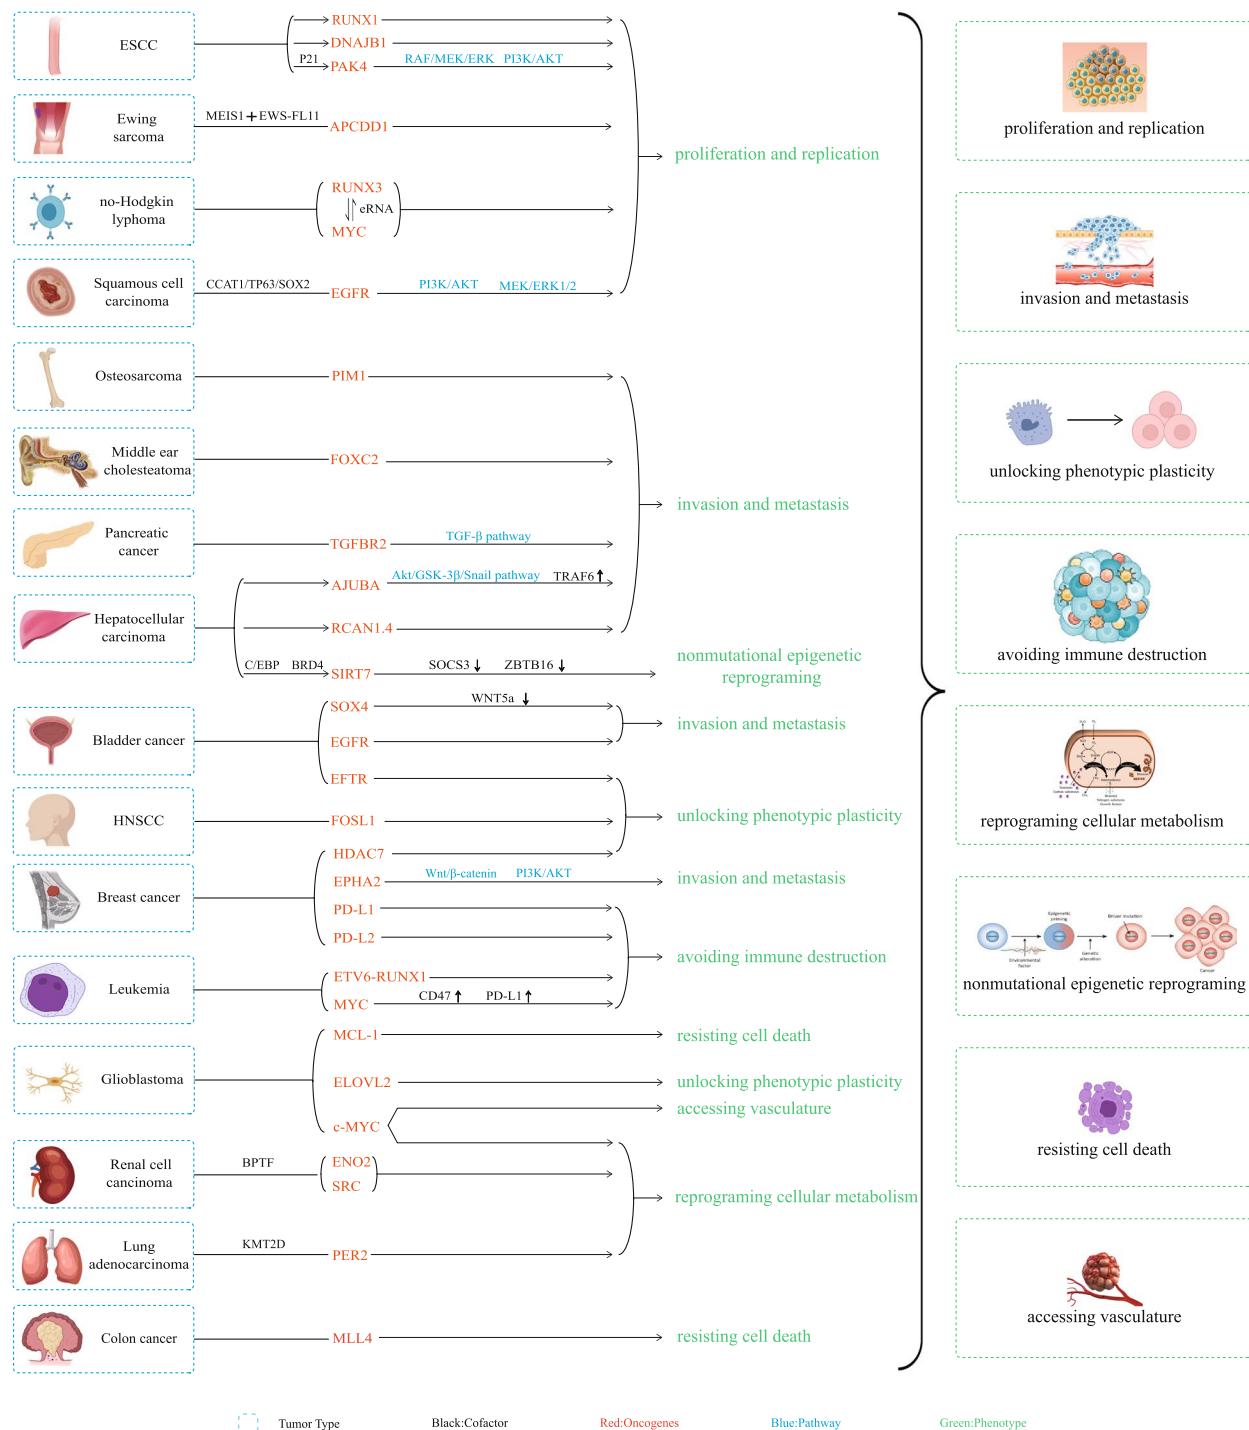 ESCC
RUNX1
DNAJB1
P21
PAK4
RAF/MEK/ERK PI3K/AKT
Ewing
sarcoma
MEIS1+EWS-FL11
APCDD1
no-Hodgkin
lyphoma
RUNX3
eRNA
MYC
Squamous cell
carcinoma
CCAT1/TP63/SOX2
EGFR
PI3K/AKT MEK/ERK1/2
proliferation and replication
Osteosarcoma
PIM1
Middle ear
cholesteatoma
FOXC2
Pancreatic
cancer
TGFBR2
TGF-β pathway
Hepatocellular
carcinoma
AJUBA
Akt/GSK-3β/Snail pathway TRAF6↑
RCAN1.4
invasion and metastasis
C/EBP BRD4
SIRT7
SOCS3↓ ZBTB16↓
nonmutational epigenetic
reprograming
Bladder cancer
SOX4
WNT5a ↓
EGFR
invasion and metastasis
EFTR
HNSCC
FOSL1
unlocking phenotypic plasticity
Breast cancer
HDAC7
EPHA2
Wnt/β-catenin PI3K/AKT
invasion and metastasis
PD-L1
PD-L2
avoiding immune destruction
Leukemia
ETV6-RUNX1
MYC
CD47↑ PD-L1↑
Glioblastoma
MCL-1
resisting cell death
ELOVL2
unlocking phenotypic plasticity
c-MYC
accessing vasculature
Renal cell
cancinoma
BPTF
ENO2
SRC
reprograming cellular metabolism
Lung
adenocarcinoma
KMT2D
PER2
Colon cancer
MLL4
resisting cell death
proliferation and replication
invasion and metastasis
unlocking phenotypic plasticity
avoiding immune destruction
reprograming cellular metabolism
Epigenetic
priming
Driver mutation
Environmental
factor
Genetic
alteration
Cancer
nonmutational epigenetic reprograming
resisting cell death
accessing vasculature
Tumor Type Black:Cofactor Red:Oncogenes Blue:Pathway Green:Phenotype